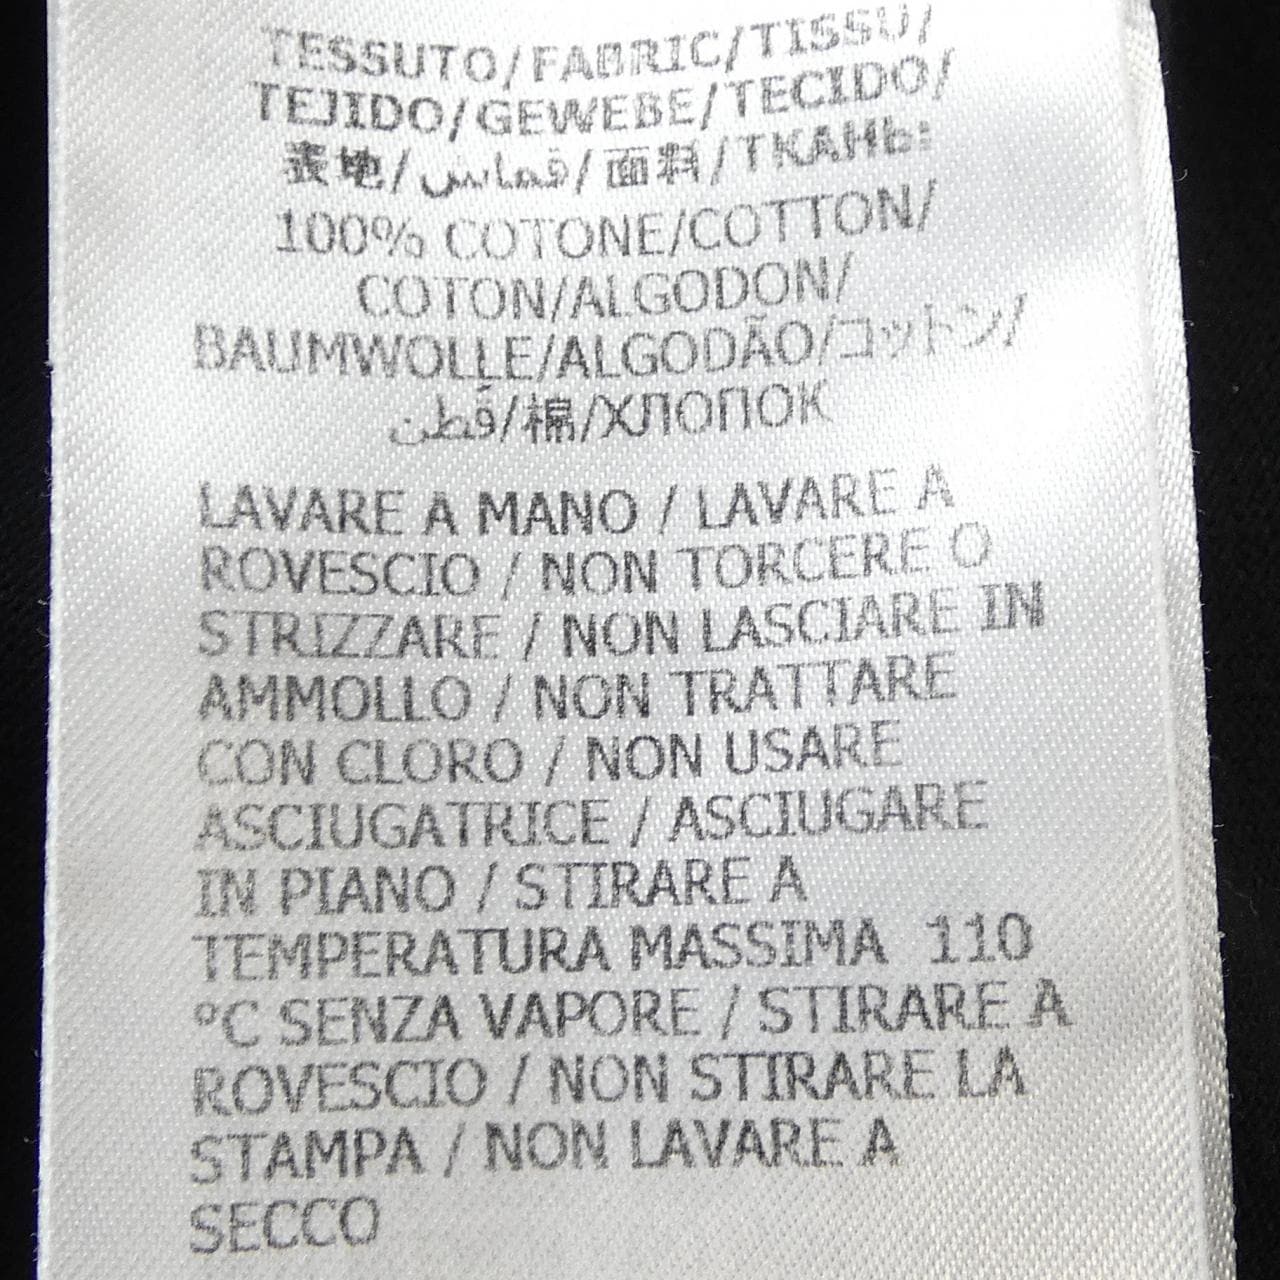 TESSUTO/FABRIC/TISSU/
TEJIDO/GEWEBE/TECIDO/
表地/قماش/面料/ТКАНЬ:
100% COTONE/COTTON/
COTON/ALGODON/
BAUMWOLLE/ALGODÃO/コットン/
قطن/棉/ХЛОПОК
LAVARE A MANO / LAVARE A
ROVESCIO / NON TORCERE O
STRIZZARE / NON LASCIARE IN
AMMOLLO / NON TRATTARE
CON CLORO / NON USARE
ASCIUGATRICE / ASCIUGARE
IN PIANO / STIRARE A
TEMPERATURA MASSIMA 110
°C SENZA VAPORE / STIRARE A
ROVESCIO / NON STIRARE LA
STAMPA / NON LAVARE A
SECCO